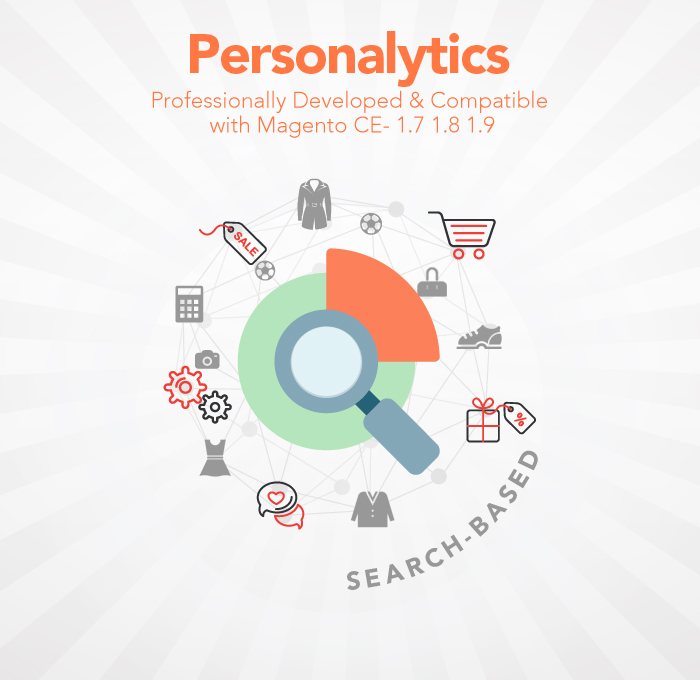 Personalytics
Professionally Developed & Compatible
with Magento CE- 1.7 1.8 1.9
SALE
%
SEARCH-BASED